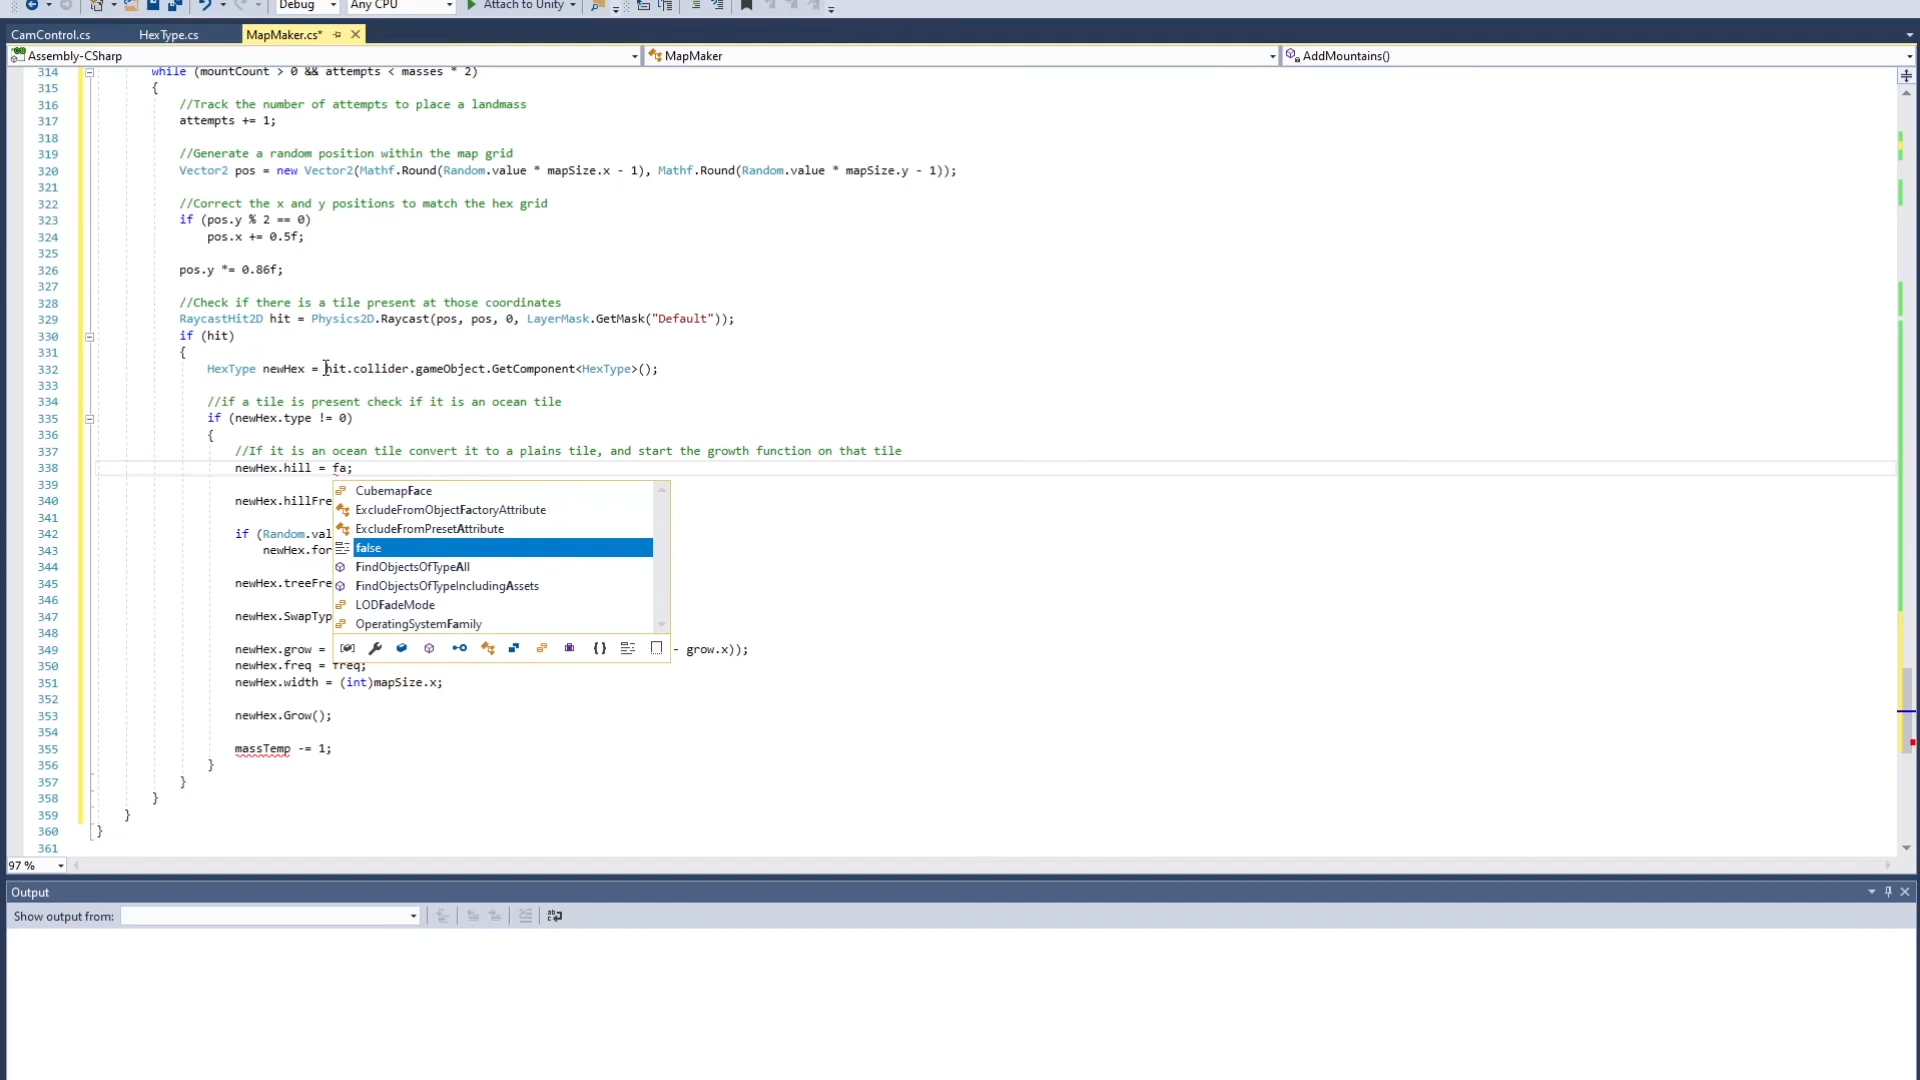 Debug Any CPU Attach to Unity
CamControl.cs HexType.cs MapMaker.cs*
Assembly-CSharp MapMaker AddMountains()
314 while (mountCount > 0 && attempts < masses * 2)
315 {
316 //Track the number of attempts to place a landmass
317 attempts += 1;
318
319 //Generate a random position within the map grid
320 Vector2 pos = new Vector2(Mathf.Round(Random.value * mapSize.x - 1), Mathf.Round(Random.value * mapSize.y - 1));
321
322 //Correct the x and y positions to match the hex grid
323 if (pos.y % 2 == 0)
324 pos.x += 0.5f;
325
326 pos.y *= 0.86f;
327
328 //Check if there is a tile present at those coordinates
329 RaycastHit2D hit = Physics2D.Raycast(pos, pos, 0, LayerMask.GetMask("Default"));
330 if (hit)
331 {
332 HexType newHex = hit.collider.gameObject.GetComponent<HexType>();
333
334 //if a tile is present check if it is an ocean tile
335 if (newHex.type != 0)
336 {
337 //If it is an ocean tile convert it to a plains tile, and start the growth function on that tile
338 newHex.hill = fa;
339 CubemapFace
340 newHex.hillFre ExcludeFromObjectFactoryAttribute
341 ExcludeFromPresetAttribute
342 if (Random.val
343 newHex.for false
344 FindObjectsOfTypeAll
345 newHex.treeFre FindObjectsOfTypeIncludingAssets
346 LODFadeMode
347 newHex.SwapTyp OperatingSystemFamily
348
349 newHex.grow = - grow.x));
350 newHex.freq = freq;
351 newHex.width = (int)mapSize.x;
352
353 newHex.Grow();
354
355 massTemp -= 1;
356 }
357 }
358 }
359 }
360 }
361
97 %
Output
Show output from: